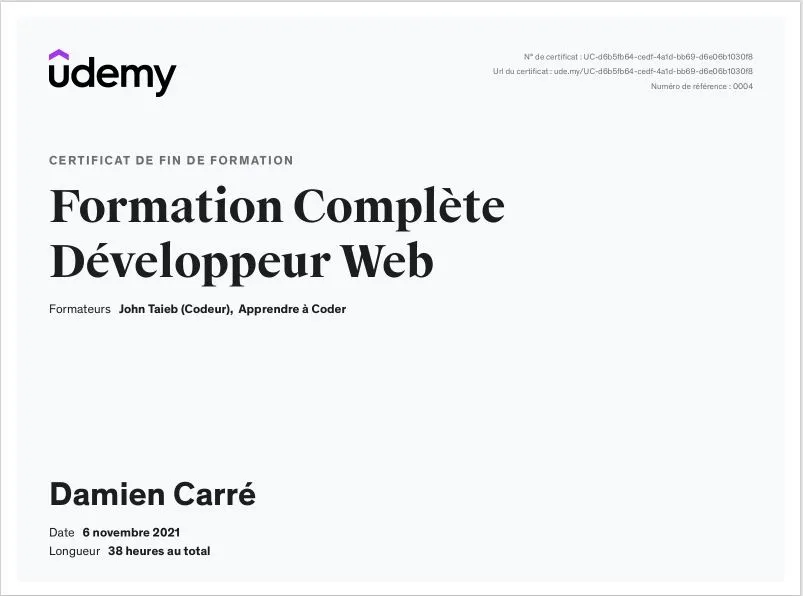 ûdemy
N° de certificat : UC-d6b5fb64-cedf-4a1d-bb69-d6e06b1030f8
Url du certificat : ude.my/UC-d6b5fb64-cedf-4a1d-bb69-d6e06b1030f8
Numéro de référence : 0004
CERTIFICAT DE FIN DE FORMATION
Formation Complète
Développeur Web
Formateurs John Taieb (Codeur), Apprendre à Coder
Damien Carré
Date 6 novembre 2021
Longueur 38 heures au total